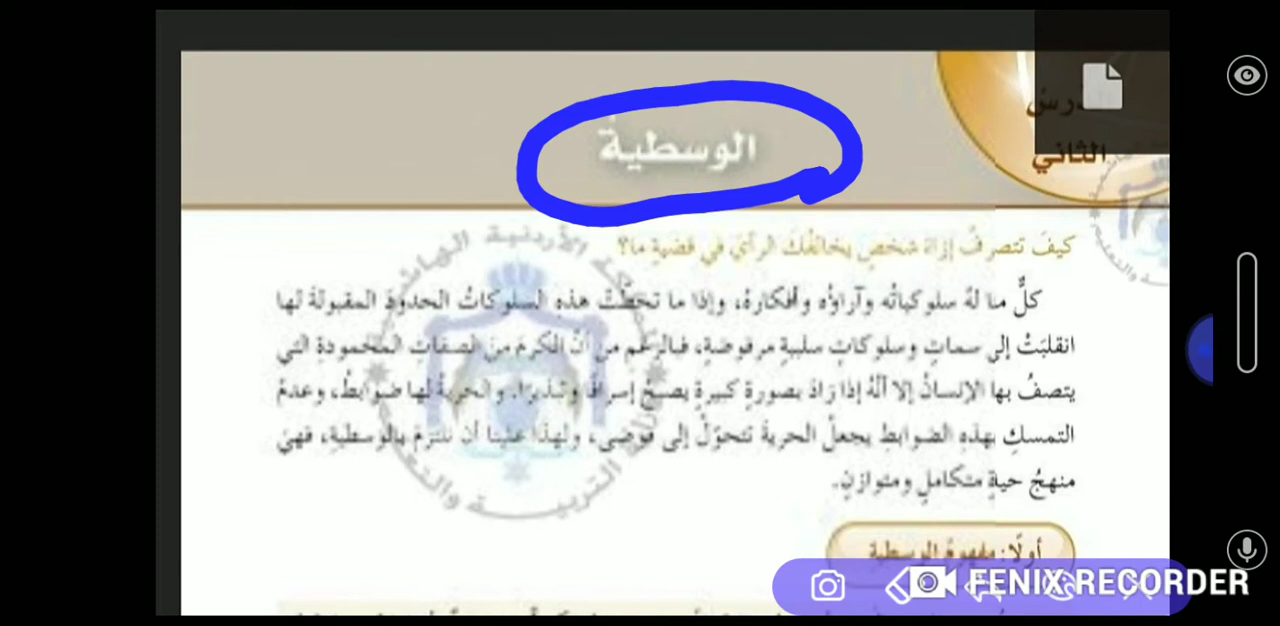 الدرس
الثاني
الوسطية
كيفَ تتصرفُ إزاءَ شخصٍ يخالفُكَ الرأيَ في قضيةٍ ما؟
كلٌّ منا لهُ سلوكياتُه وآراؤُه وأفكارُهُ، وإذا ما تخطَّتْ هذهِ السلوكاتُ الحدودَ المقبولةَ لها
انقلبَتْ إلى سماتٍ وسلوكاتٍ سلبيةٍ مرفوضةٍ، فبالرغمِ من أنَّ الكرمَ منَ الصفاتِ المحمودةِ التي
يتصفُ بها الإنسانُ إلا أنَّهُ إذا زادَ بصورةٍ كبيرةٍ يصبحُ إسرافًا وتبذيرًا. والحريةُ لها ضوابطُ، وعدمُ
التمسكِ بهذهِ الضوابطِ يجعلُ الحريةَ تتحوّلُ إلى فوضى، ولهذا علينا أن نلتزمَ بالوسطيةِ، فهيَ
منهجُ حياةٍ متكاملٍ ومتوازنٍ.
أولًا: مفهومُ الوسطية
FENIX RECORDER